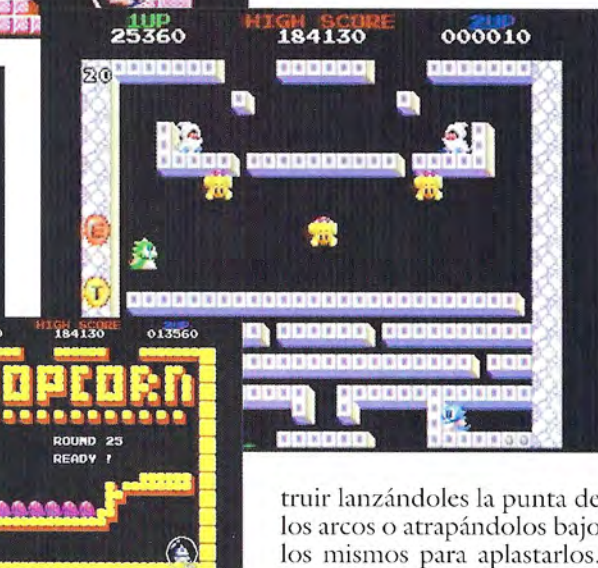 1UP HIGH SCORE 2UP
25360 184130 000010
20
E
T
HIGH SCORE 2UP
0 184130 013560
OPCORN
ROUND 25
READY !
truir lanzándoles la punta de
los arcos o atrapándolos bajo
los mismos para aplastarlos.